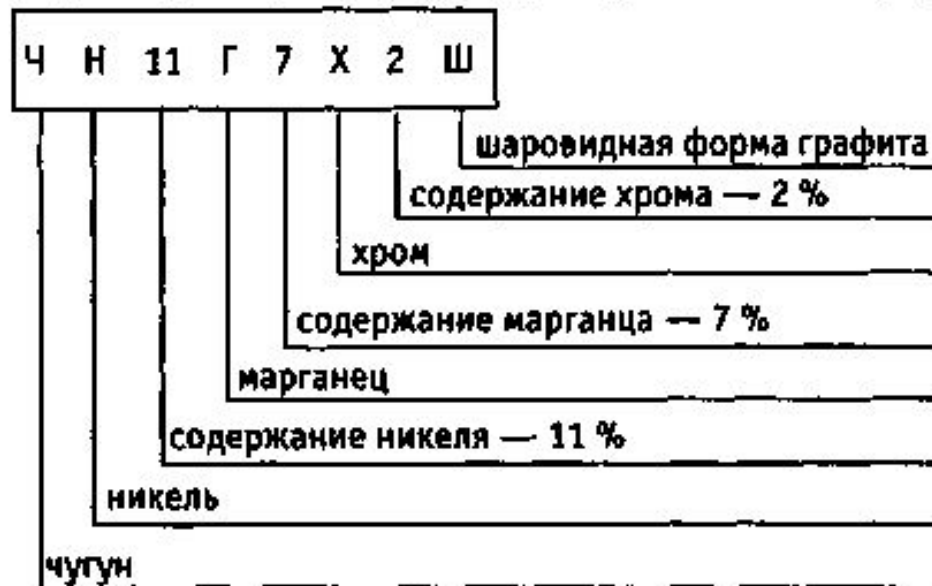 Ч Н 11 Г 7 Х 2 Ш
шаровидная форма графита
содержание хрома — 2 %
хром
содержание марганца — 7 %
марганец
содержание никеля — 11 %
никель
чугун